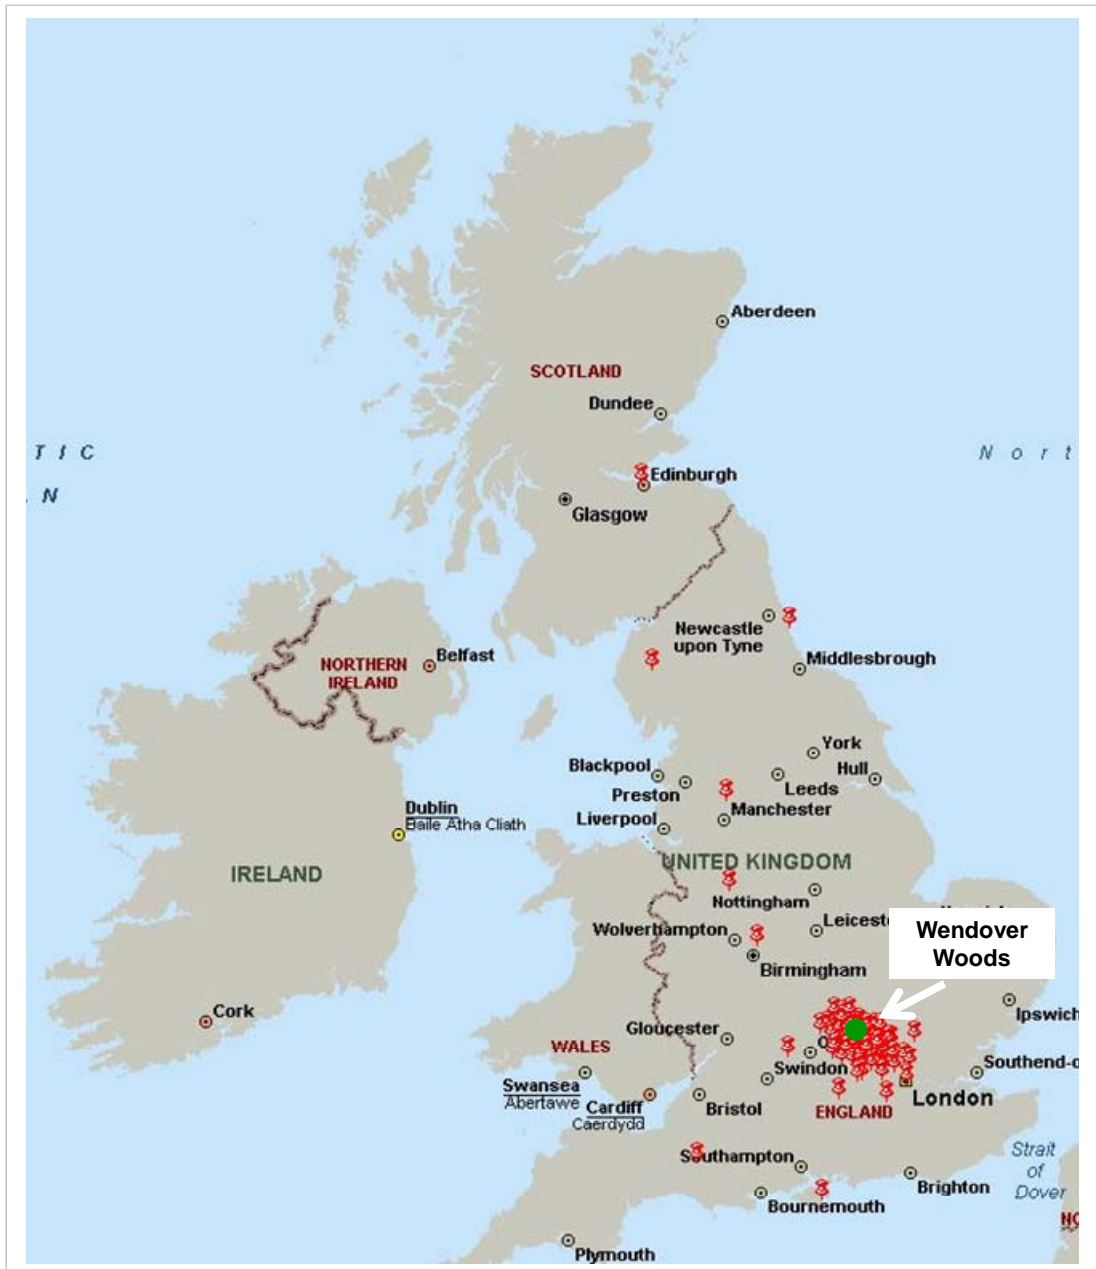 Aberdeen
SCOTLAND
Dundee
T I C
N o r t
N
Edinburgh
Glasgow
Newcastle
upon Tyne
Belfast
Middlesbrough
NORTHERN
IRELAND
York
Blackpool
Hull
Leeds
Preston
Dublin
Baile Atha Cliath
Manchester
Liverpool
UNITED KINGDOM
IRELAND
Nottingham
Leicest
Wolverhampton
Wendover
Woods
Birmingham
Cork
Ipswich
Gloucester
WALES
O
Swindon
Southend-o
Swansea
Abertawe
Cardiff
Caerdydd
Bristol
ENGLAND
London
Southampton
Strait
of
Dover
Brighton
Bournemouth
NO
Plymouth